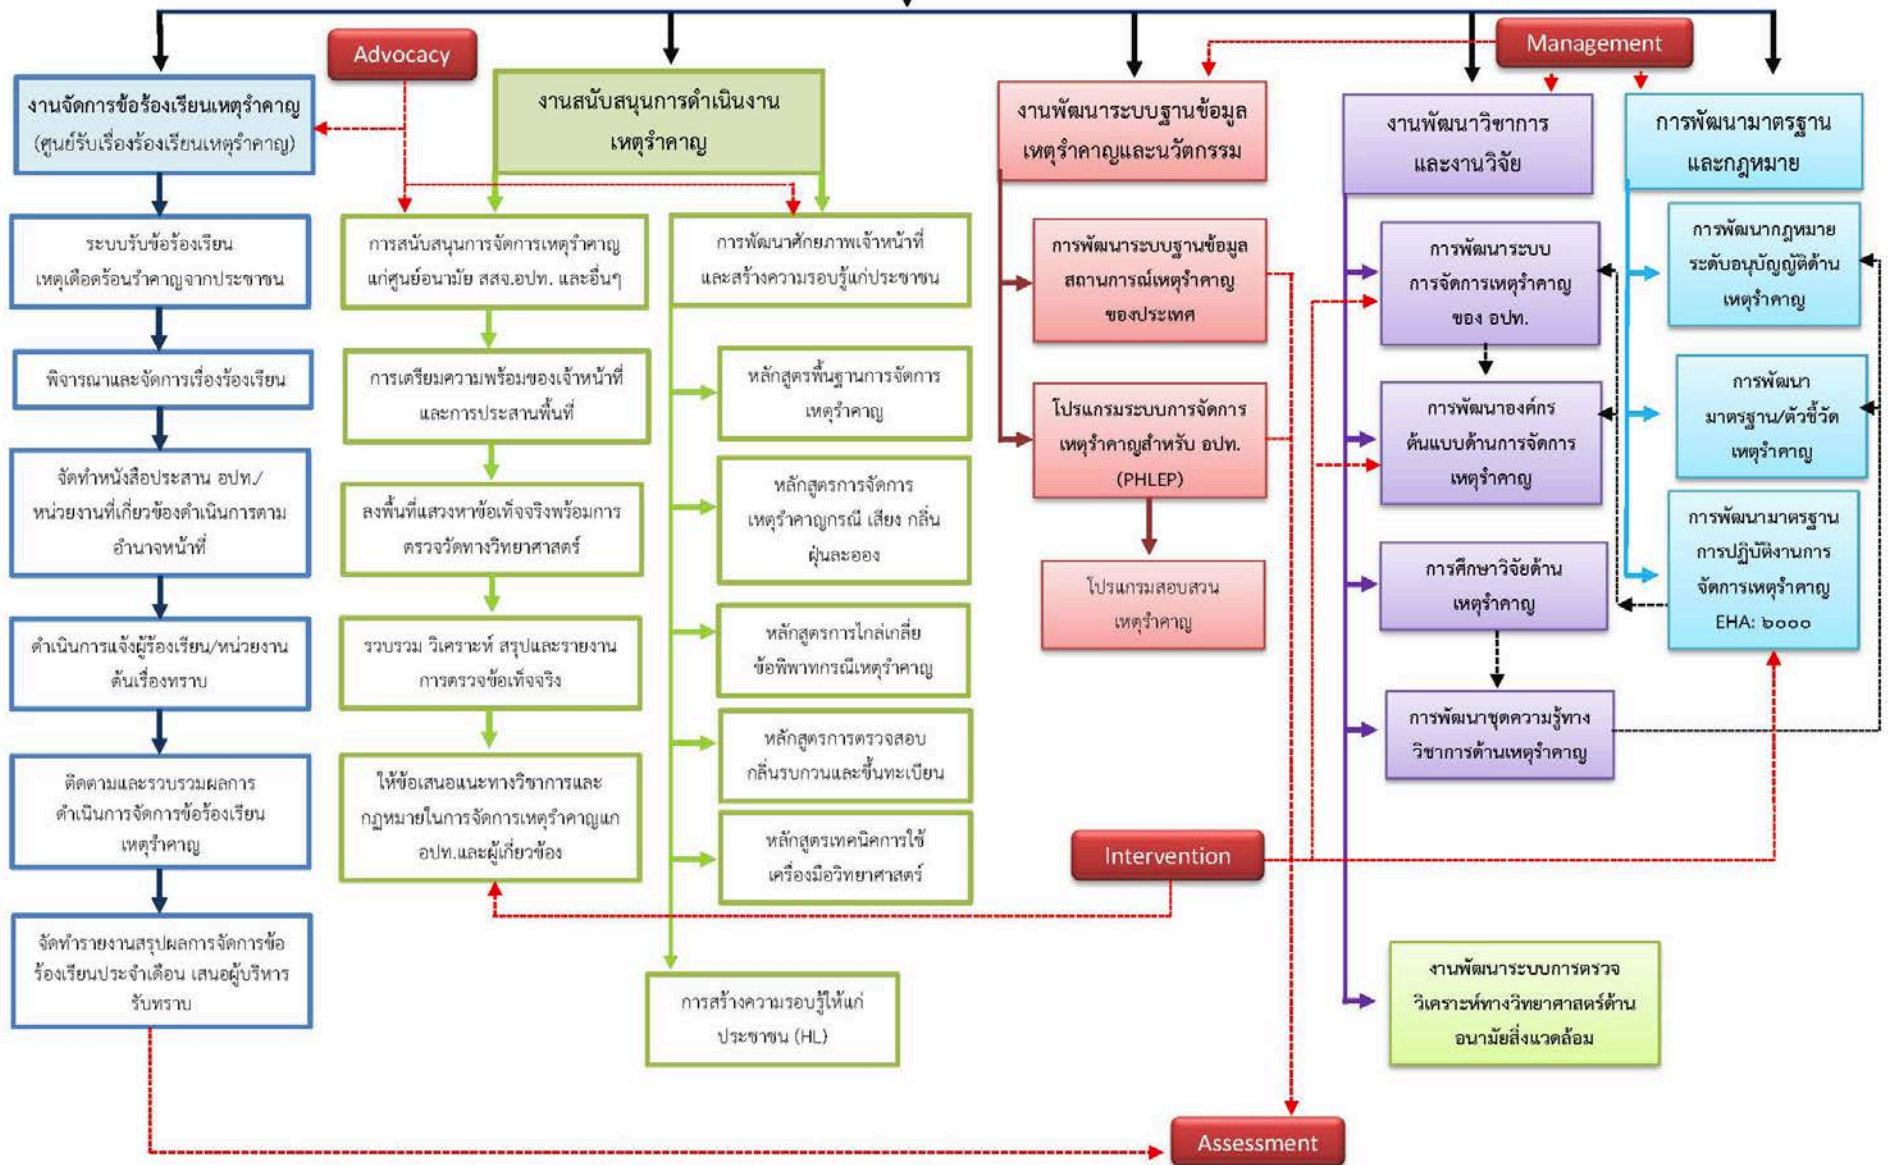 Advocacy
Management
งานจัดการข้อร้องเรียนเหตุรำคาญ
(ศูนย์รับเรื่องร้องเรียนเหตุรำคาญ)
ระบบรับข้อร้องเรียน
เหตุเดือดร้อนรำคาญจากประชาชน
พิจารณาและจัดการเรื่องร้องเรียน
จัดทำหนังสือประสาน อปท./
หน่วยงานที่เกี่ยวข้องดำเนินการตาม
อำนาจหน้าที่
ดำเนินการแจ้งผู้ร้องเรียน/หน่วยงาน
ต้นเรื่องทราบ
ติดตามและรวบรวมผลการ
ดำเนินการจัดการข้อร้องเรียน
เหตุรำคาญ
จัดทำรายงานสรุปผลการจัดการข้อ
ร้องเรียนประจำเดือน เสนอผู้บริหาร
รับทราบ
งานสนับสนุนการดำเนินงาน
เหตุรำคาญ
การสนับสนุนการจัดการเหตุรำคาญ
แก่ศูนย์อนามัย สสจ.อปท. และอื่นๆ
การเตรียมความพร้อมของเจ้าหน้าที่
และการประสานพื้นที่
ลงพื้นที่แสวงหาข้อเท็จจริงพร้อมการ
ตรวจวัดทางวิทยาศาสตร์
รวบรวม วิเคราะห์ สรุปและรายงาน
การตรวจข้อเท็จจริง
ให้ข้อเสนอแนะทางวิชาการและ
กฎหมายในการจัดการเหตุรำคาญแก
อปท.และผู้เกี่ยวข้อง
การพัฒนาศักยภาพเจ้าหน้าที่
และสร้างความรอบรู้แก่ประชาชน
หลักสูตรพื้นฐานการจัดการ
เหตุรำคาญ
หลักสูตรการจัดการ
เหตุรำคาญกรณี เสียง กลิ่น
ฝุ่นละออง
หลักสูตรการไกล่เกลี่ย
ข้อพิพาทกรณีเหตุรำคาญ
หลักสูตรการตรวจสอบ
กลิ่นรบกวนและขึ้นทะเบียน
หลักสูตรเทคนิคการใช้
เครื่องมือวิทยาศาสตร์
การสร้างความรอบรู้ให้แก่
ประชาชน (HL)
งานพัฒนาระบบฐานข้อมูล
เหตุรำคาญและนวัตกรรม
การพัฒนาระบบฐานข้อมูล
สถานการณ์เหตุรำคาญ
ของประเทศ
โปรแกรมระบบการจัดการ
เหตุรำคาญสำหรับ อปท.
(PHLEP)
โปรแกรมสอบสวน
เหตุรำคาญ
งานพัฒนาวิชาการ
และงานวิจัย
การพัฒนาระบบ
การจัดการเหตุรำคาญ
ของ อปท.
การพัฒนาองค์กร
ต้นแบบด้านการจัดการ
เหตุรำคาญ
การศึกษาวิจัยด้าน
เหตุรำคาญ
การพัฒนาชุดความรู้ทาง
วิชาการด้านเหตุรำคาญ
งานพัฒนาระบบการตรวจ
วิเคราะห์ทางวิทยาศาสตร์ด้าน
อนามัยสิ่งแวดล้อม
การพัฒนามาตรฐาน
และกฎหมาย
การพัฒนากฎหมาย
ระดับอนุบัญญัติด้าน
เหตุรำคาญ
การพัฒนา
มาตรฐาน/ตัวชี้วัด
เหตุรำคาญ
การพัฒนามาตรฐาน
การปฏิบัติงานการ
จัดการเหตุรำคาญ
EHA: ๖๐๐๐
Intervention
Assessment